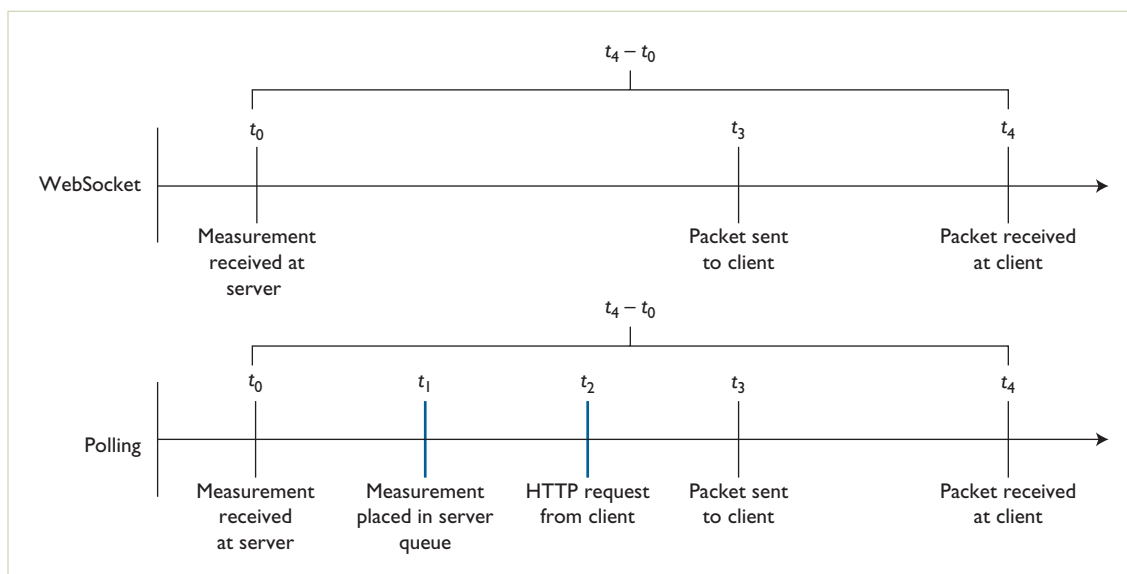 t4 – t0
t0
t3
t4
WebSocket
Measurement
received at
server
Packet sent
to client
Packet received
at client
t4 – t0
t0
t1
t2
t3
t4
Polling
Measurement
received
at server
Measurement
placed in server
queue
HTTP request
from client
Packet sent
to client
Packet received
at client